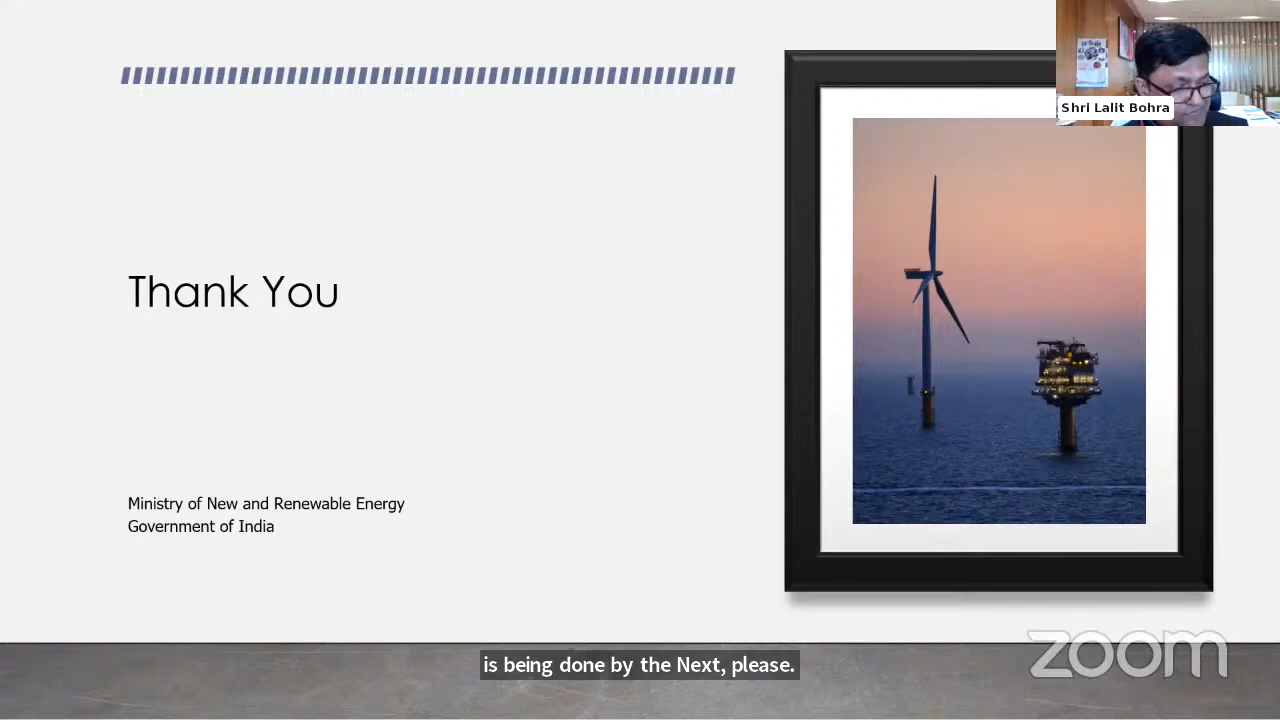 Shri Lalit Bohra
Thank You
Ministry of New and Renewable Energy
Government of India
is being done by the Next, please.
zoom